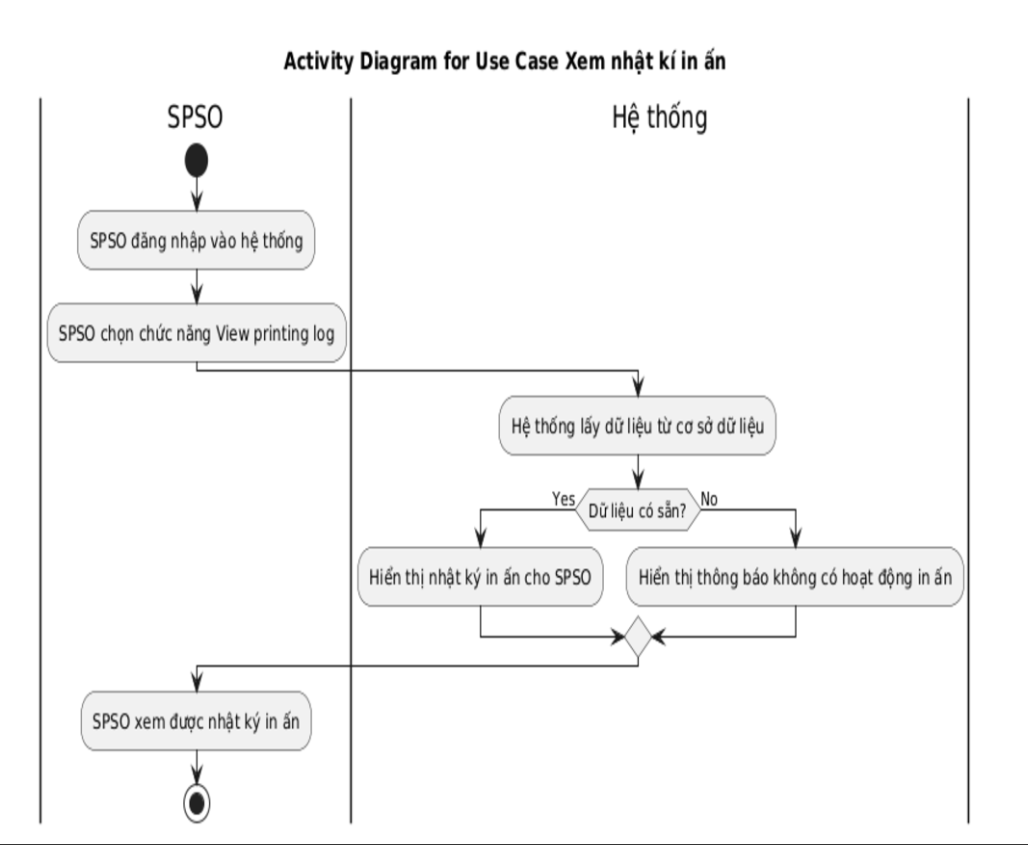 Activity Diagram for Use Case Xem nhật kí in ấn
SPSO
Hệ thống
SPSO đăng nhập vào hệ thống
SPSO chọn chức năng View printing log
Hệ thống lấy dữ liệu từ cơ sở dữ liệu
Yes
Dữ liệu có sẵn?
No
Hiển thị nhật ký in ấn cho SPSO
Hiển thị thông báo không có hoạt động in ấn
SPSO xem được nhật ký in ấn